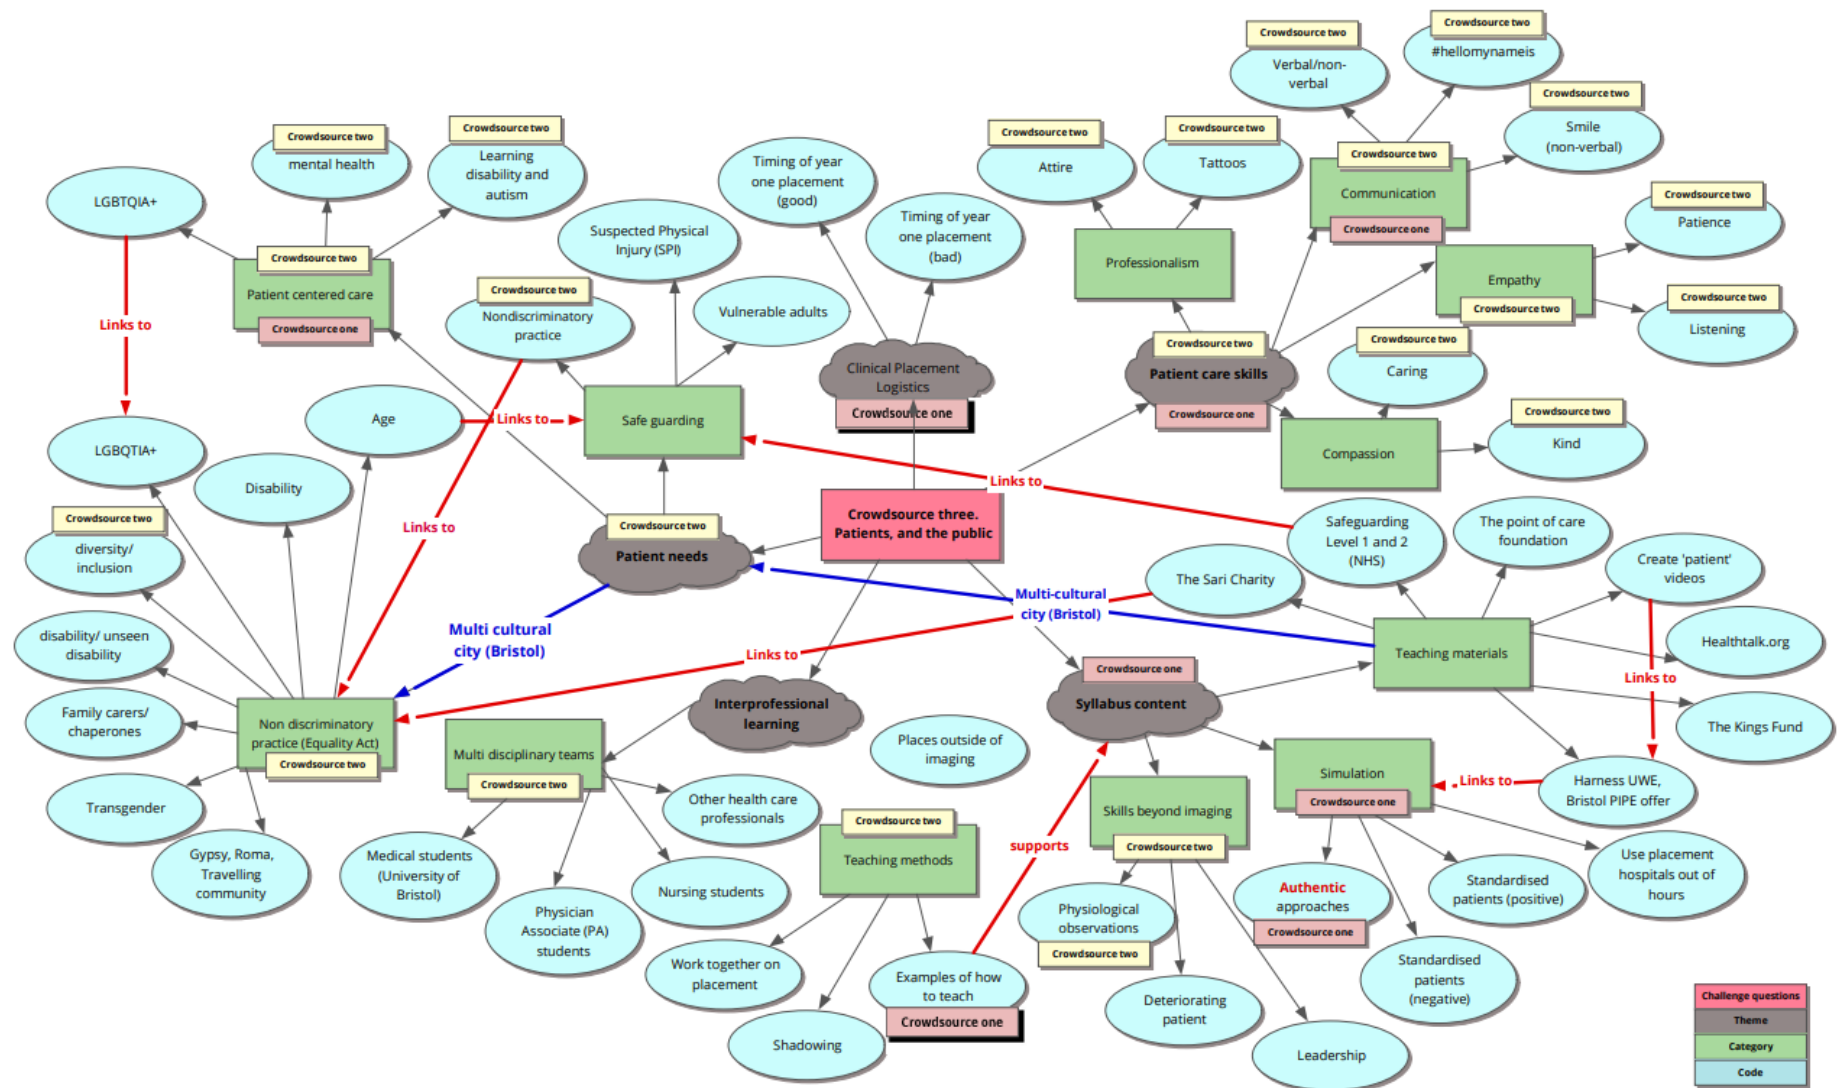 Crowdsource two
#hellomynameis
Crowdsource two
Verbal/non-
verbal
Crowdsource two
Smile
(non-verbal)
Crowdsource two
mental health
Crowdsource two
Learning
disability and
autism
LGBTQIA+
Crowdsource two
Patient centered care
Crowdsource one
Links to
Timing of year
one placement
(good)
Timing of year
one placement
(bad)
Crowdsource two
Attire
Crowdsource two
Tattoos
Professionalism
Crowdsource two
Communication
Crowdsource one
Crowdsource two
Patience
Empathy
Crowdsource two
Crowdsource two
Listening
Suspected Physical
Injury (SPI)
Crowdsource two
Nondiscriminatory
practice
Vulnerable adults
Clinical Placement
Logistics
Crowdsource one
Crowdsource two
Patient care skills
Crowdsource one
Crowdsource two
Caring
Crowdsource two
Kind
Compassion
Age
Links to
Safe guarding
LGBQTIA+
Disability
Links to
Links to
Crowdsource three.
Patients, and the public
Crowdsource two
Patient needs
Crowdsource two
diversity/
inclusion
Safeguarding
Level 1 and 2
(NHS)
The point of care
foundation
Create 'patient'
videos
The Sari Charity
Multi-cultural
city (Bristol)
Multi cultural
city (Bristol)
Links to
Teaching materials
Healthtalk.org
Links to
The Kings Fund
disability/ unseen
disability
Family carers/
chaperones
Non discriminatory
practice (Equality Act)
Crowdsource two
Transgender
Gypsy, Roma,
Travelling
community
Interprofessional
learning
Crowdsource one
Syllabus content
Places outside of
imaging
Multi disciplinary teams
Crowdsource two
Other health care
professionals
Medical students
(University of
Bristol)
Physician
Associate (PA)
students
Nursing students
Crowdsource two
Teaching methods
Work together on
placement
Shadowing
Examples of how
to teach
Crowdsource one
supports
Skills beyond imaging
Crowdsource two
Physiological
observations
Crowdsource two
Deteriorating
patient
Leadership
Simulation
Crowdsource one
Links to
Harness UWE,
Bristol PIPE offer
Authentic
approaches
Crowdsource one
Standardised
patients (positive)
Use placement
hospitals out of
hours
Standardised
patients
(negative)
Challenge questions
Theme
Category
Code